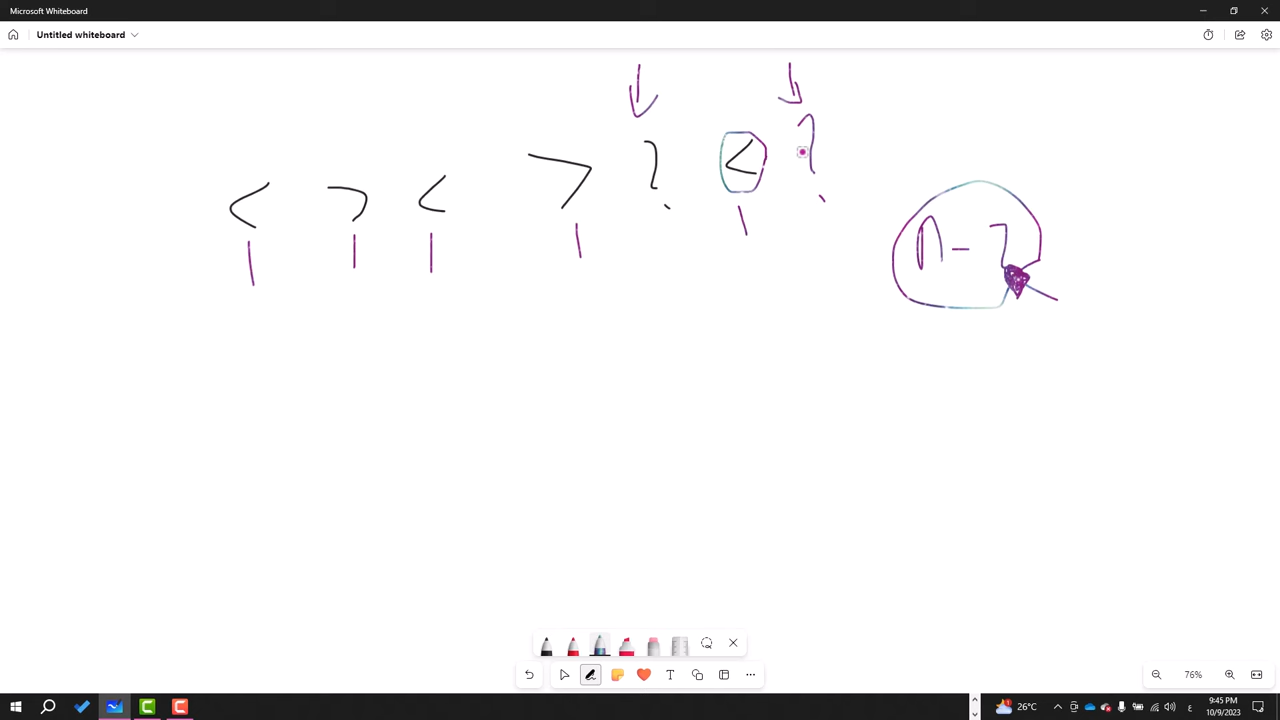 Microsoft Whiteboard
Untitled whiteboard
< > < > ? < ?
n - ?
76%
26°C
9:45 PM
10/9/2023